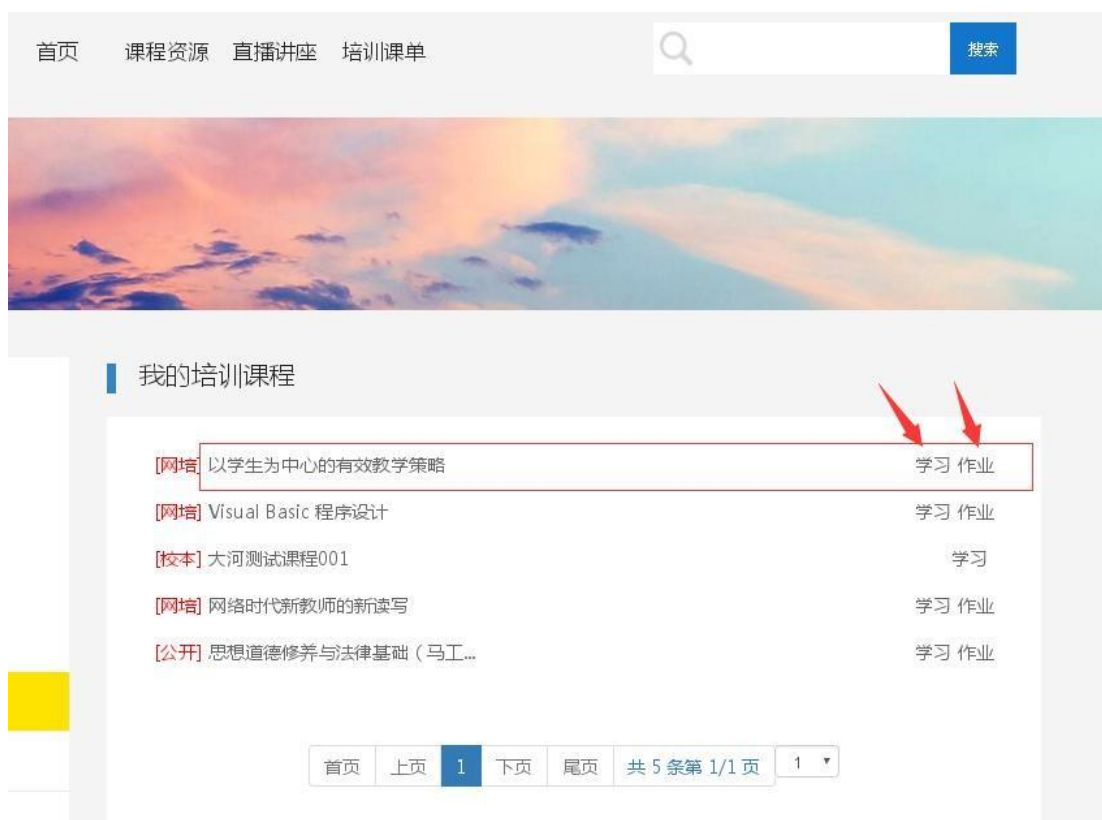 首页 课程资源 直播讲座 培训课单 搜索
我的培训课程
[网培] 以学生为中心的有效教学策略 学习 作业
[网培] Visual Basic 程序设计 学习 作业
[校本] 大河测试课程001 学习
[网培] 网络时代新教师的新读写 学习 作业
[公开] 思想道德修养与法律基础（马工... 学习 作业
首页 上页 1 下页 尾页 共 5 条第 1/1 页 1